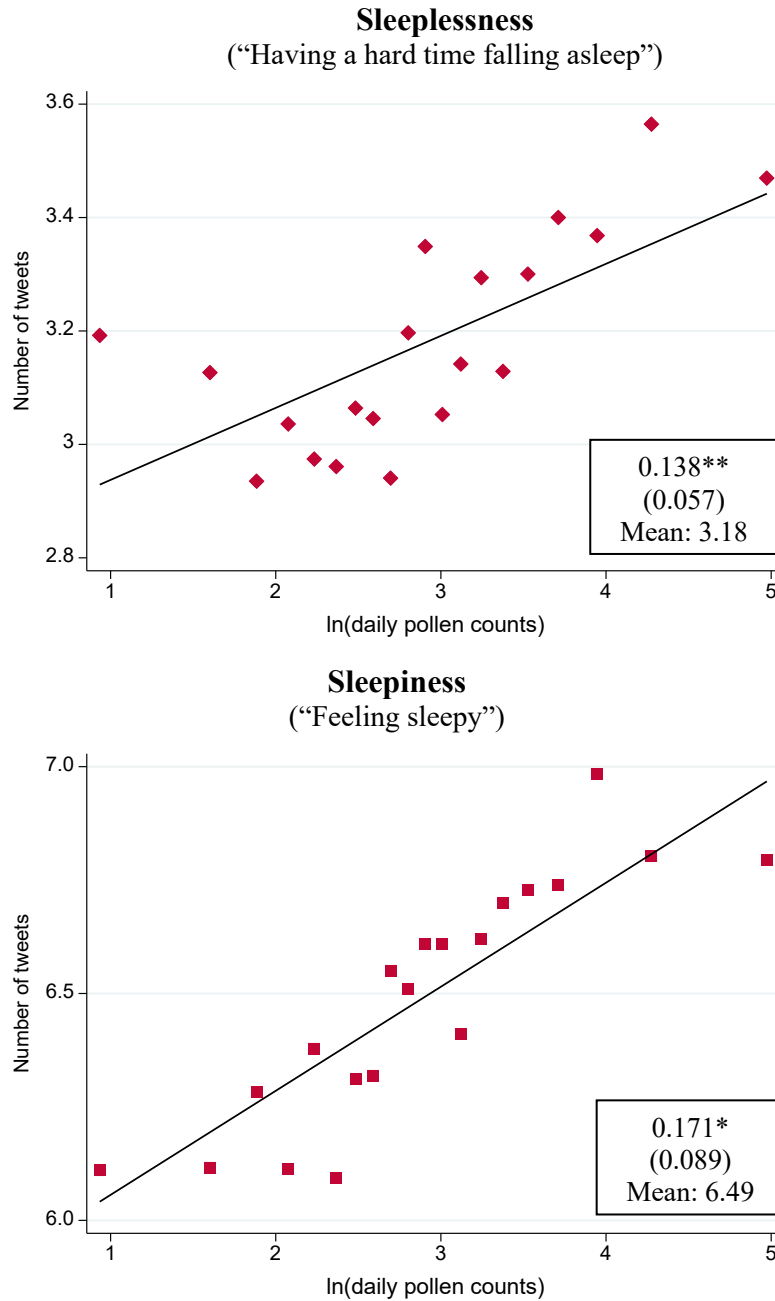 Sleeplessness
(“Having a hard time falling asleep”)
3.6
3.4
3.2
3
2.8
Number of tweets
0.138**
(0.057)
Mean: 3.18
1 2 3 4 5
ln(daily pollen counts)
Sleepiness
(“Feeling sleepy”)
7.0
6.5
6.0
Number of tweets
0.171*
(0.089)
Mean: 6.49
1 2 3 4 5
ln(daily pollen counts)